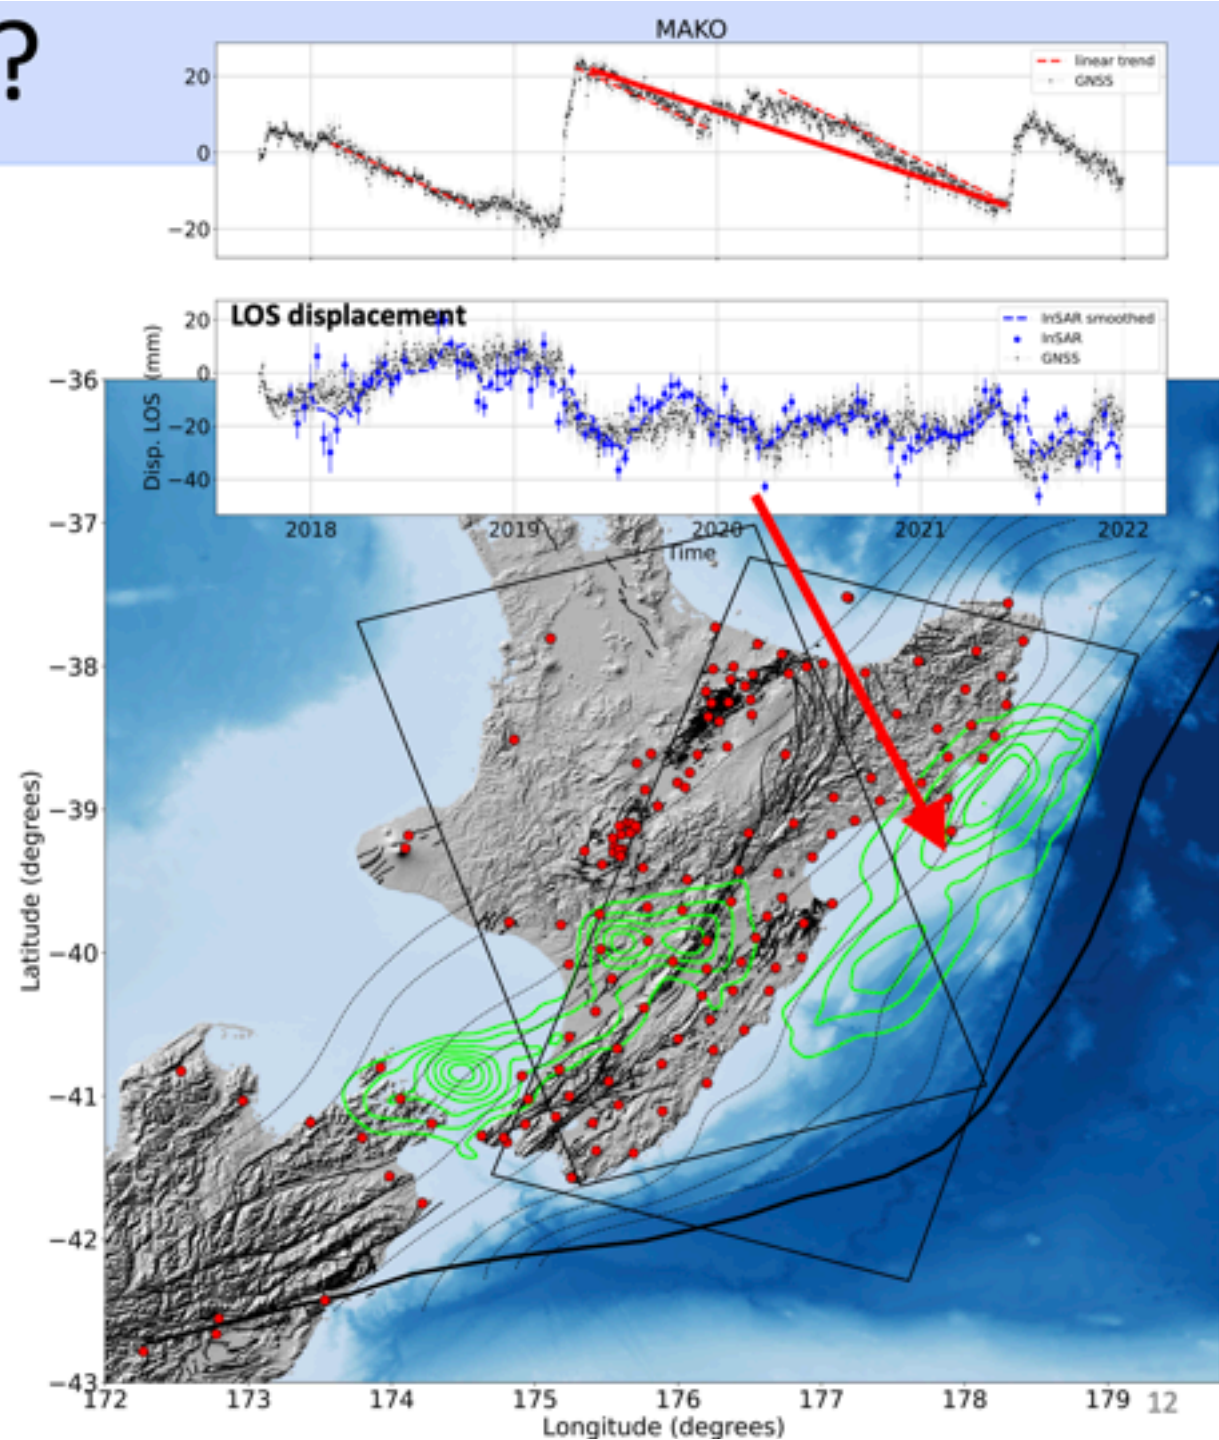 ?
MAKO
20
0
−20
linear trend
GNSS
LOS displacement
Disp. LOS (mm)
20
0
−20
−40
InSAR smoothed
InSAR
GNSS
2018
2019
2020
2021
2022
Time
Latitude (degrees)
−36
−37
−38
−39
−40
−41
−42
−43
172
173
174
175
176
177
178
179
Longitude (degrees)
12